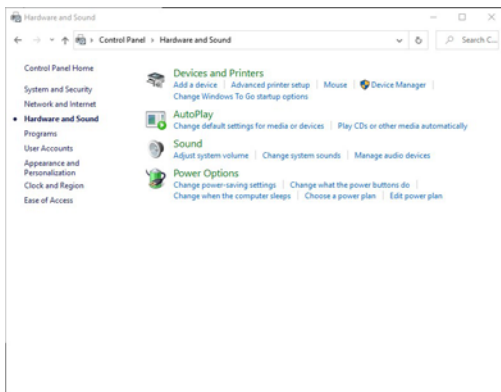 Hardware and Sound
Control Panel > Hardware and Sound
Search C...
Control Panel Home
System and Security
Network and Internet
Hardware and Sound
Programs
User Accounts
Appearance and
Personalization
Clock and Region
Ease of Access
Devices and Printers
Add a device | Advanced printer setup | Mouse | Device Manager |
Change Windows To Go startup options
AutoPlay
Change default settings for media or devices | Play CDs or other media automatically
Sound
Adjust system volume | Change system sounds | Manage audio devices
Power Options
Change power-saving settings | Change what the power buttons do |
Change when the computer sleeps | Choose a power plan | Edit power plan